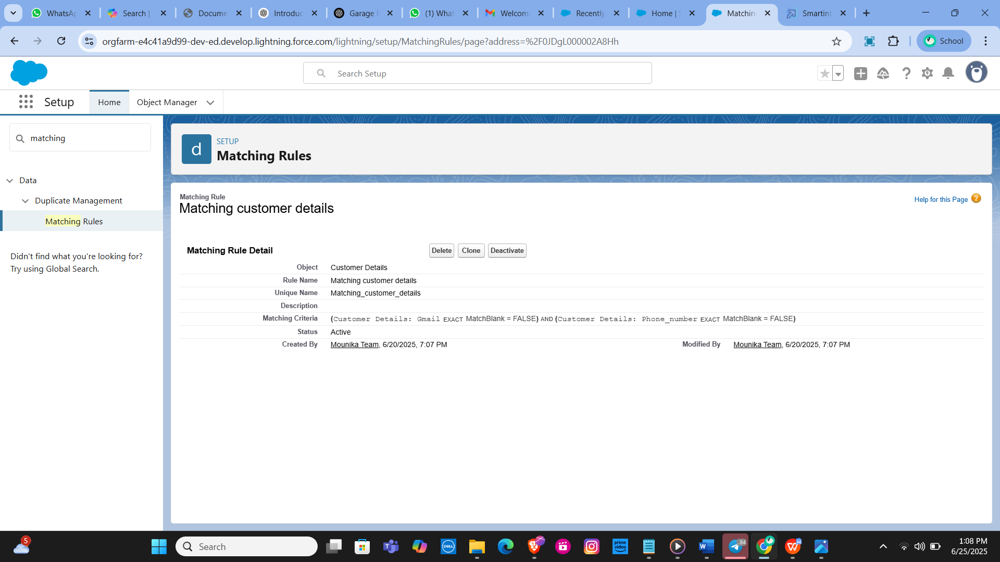 WhatsAp
Search |
Docume
Introduc
Garage
(1) What
Welcom
Recently
Home | S
Matchin
Smartint
orgfarm-e4c41a9d99-dev-ed.develop.lightning.force.com/lightning/setup/MatchingRules/page?address=%2F0JDgL000002A8Hh
School
Search Setup
Setup
Home
Object Manager
matching
Data
Duplicate Management
Matching Rules
Didn't find what you're looking for?
Try using Global Search.
d
SETUP
Matching Rules
Matching Rule
Matching customer details
Help for this Page
Matching Rule Detail
Delete
Clone
Deactivate
Object Customer Details
Rule Name Matching customer details
Unique Name Matching_customer_details
Description
Matching Criteria (Customer Details: Gmail EXACT MatchBlank = FALSE) AND (Customer Details: Phone_number EXACT MatchBlank = FALSE)
Status Active
Created By Mounika Team, 6/20/2025, 7:07 PM Modified By Mounika Team, 6/20/2025, 7:07 PM
5
Search
DELL
prime video
84
1:08 PM
6/25/2025